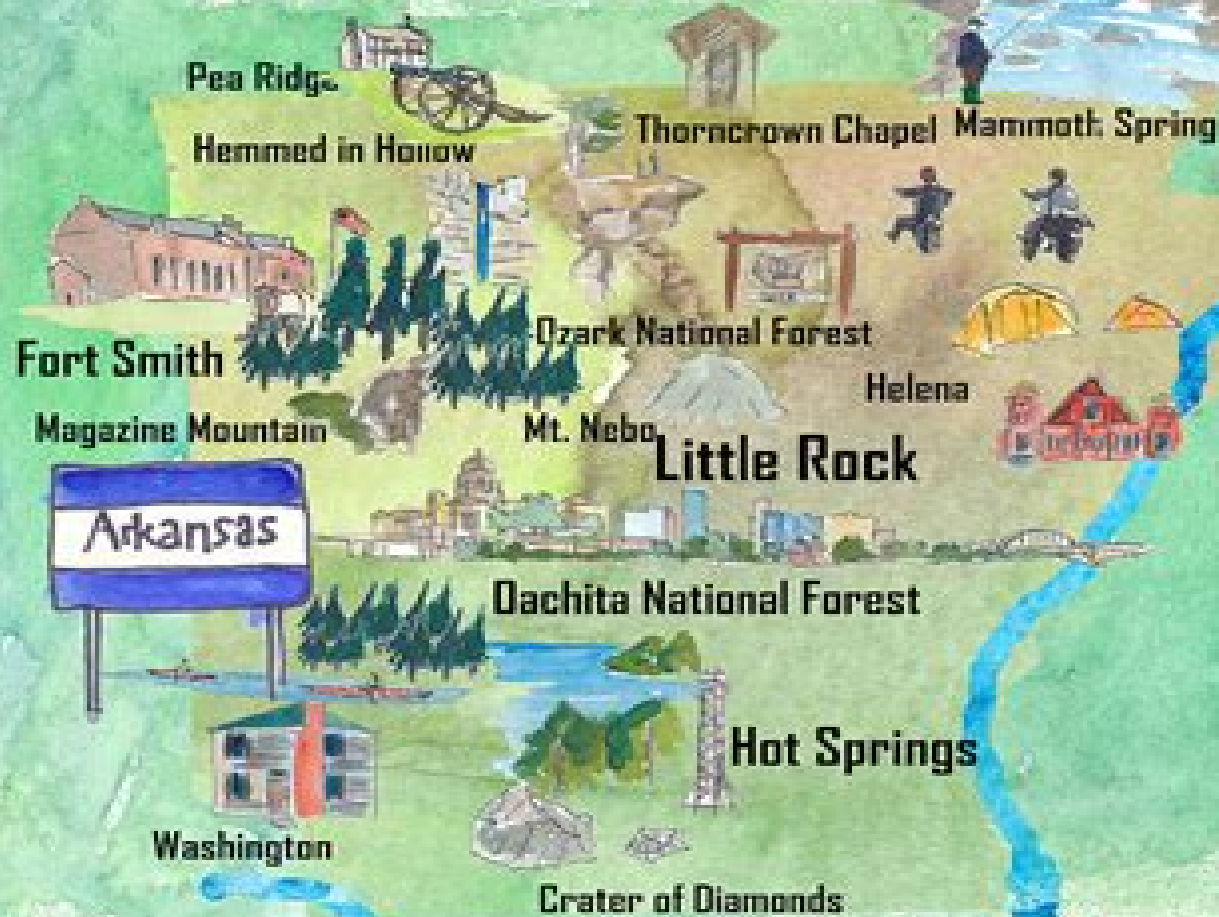 Pea Ridge
Thorncrown Chapel
Mammoth Spring
Hemmed in Hollow
Ozark National Forest
Fort Smith
Helena
Magazine Mountain
Mt. Nebo
Little Rock
Arkansas
Oachita National Forest
Hot Springs
Washington
Crater of Diamonds